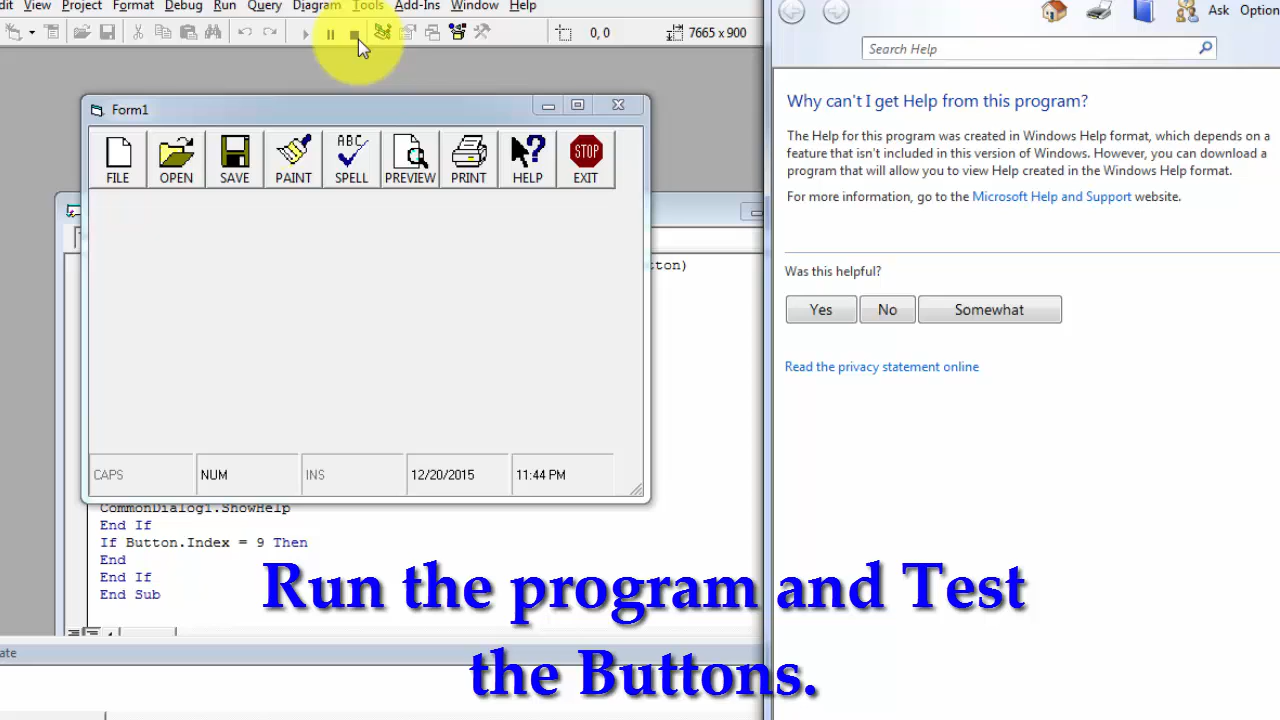 dit View Project Format Debug Run Query Diagram Tools Add-Ins Window Help
0, 0 7665 x 900
Form1
FILE OPEN SAVE PAINT ABC SPELL PREVIEW PRINT HELP STOP EXIT
tton)
CAPS NUM INS 12/20/2015 11:44 PM
CommonDialog1.ShowHelp
End If
If Button.Index = 9 Then
End
End If
End Sub
ate
Ask Option
Search Help
Why can't I get Help from this program?
The Help for this program was created in Windows Help format, which depends on a
feature that isn't included in this version of Windows. However, you can download a
program that will allow you to view Help created in the Windows Help format.
For more information, go to the Microsoft Help and Support website.
Was this helpful?
Yes No Somewhat
Read the privacy statement online
Run the program and Test
the Buttons.